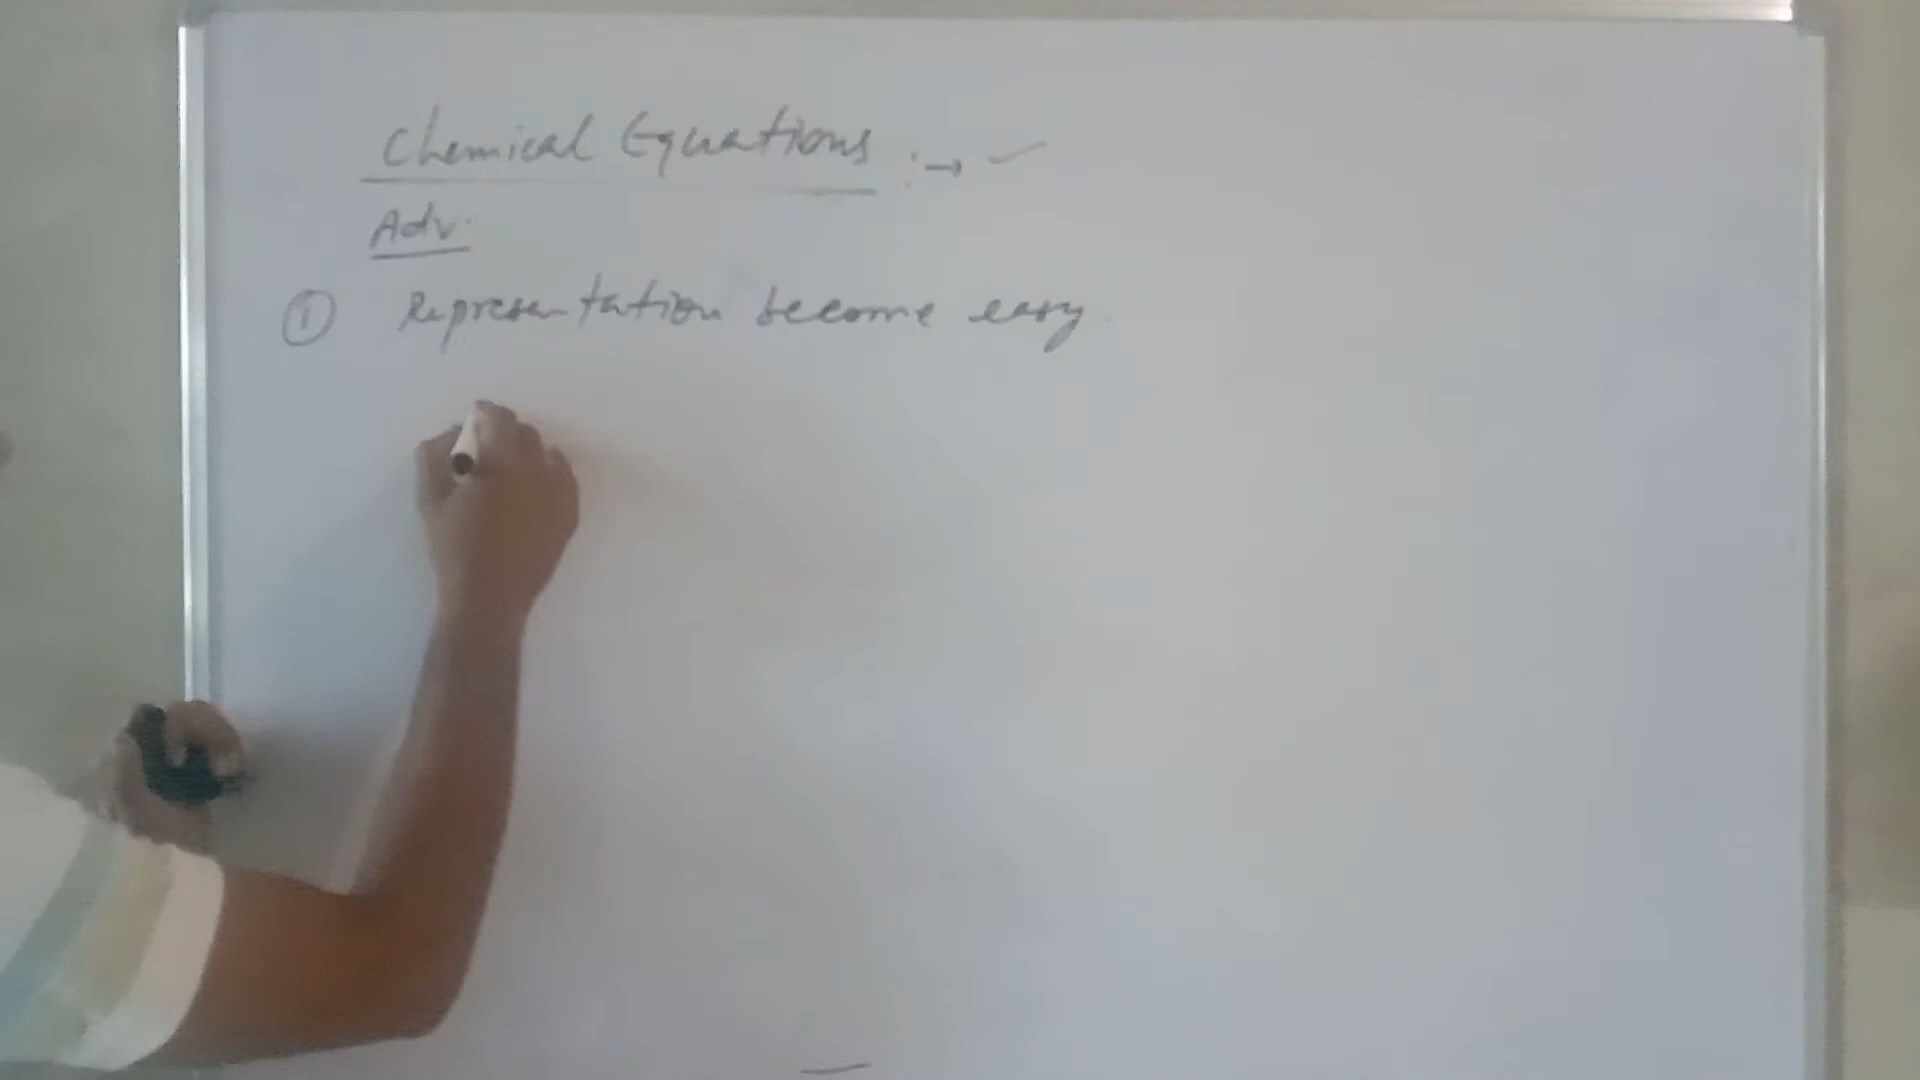 Chemical Equations :→ ✓
Adv.
① Representation become easy.